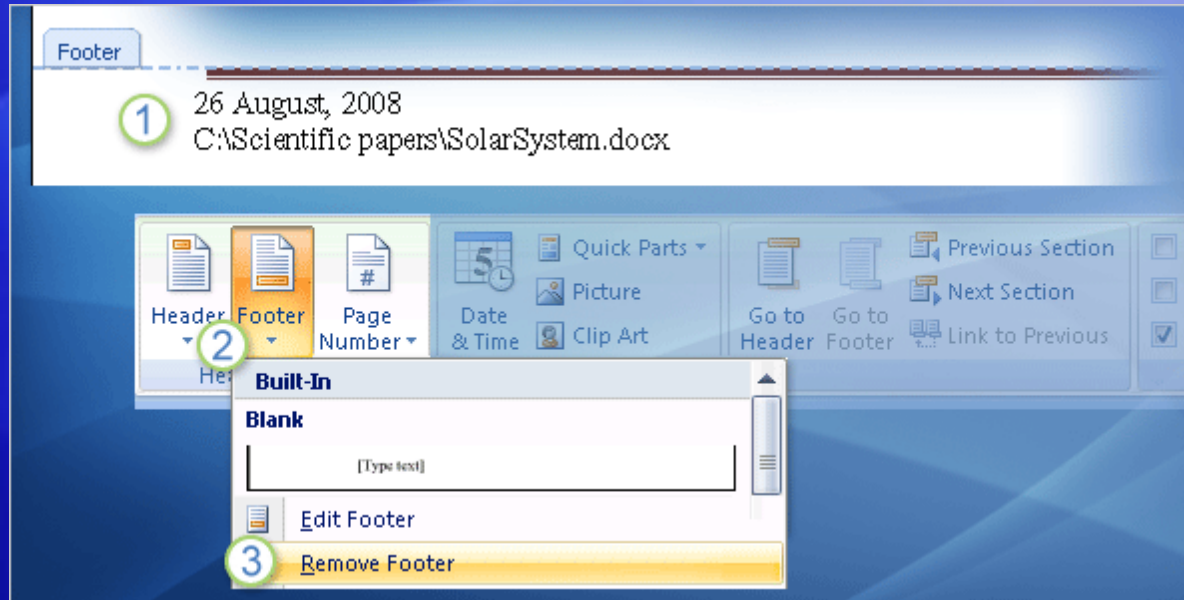 Footer
1
26 August, 2008
C:\Scientific papers\SolarSystem.docx
Header
Footer
Page
Number
2
5
Date
& Time
Quick Parts
Picture
Clip Art
Go to
Header
Go to
Footer
Previous Section
Next Section
Link to Previous
#
Built-In
Blank
[Type text]
Edit Footer
3
Remove Footer